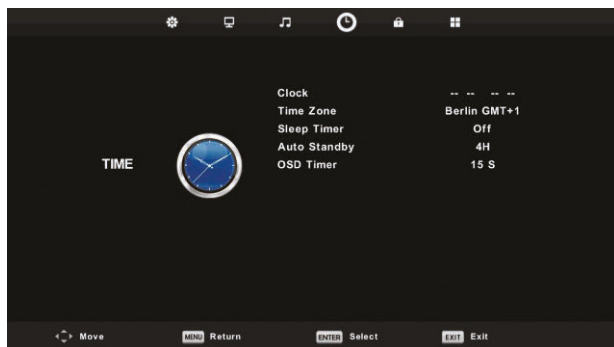 Clock -- -- -- --
Time Zone Berlin GMT+1
Sleep Timer Off
Auto Standby 4H
TIME
OSD Timer 15 S
Move MENU Return ENTER Select EXIT Exit